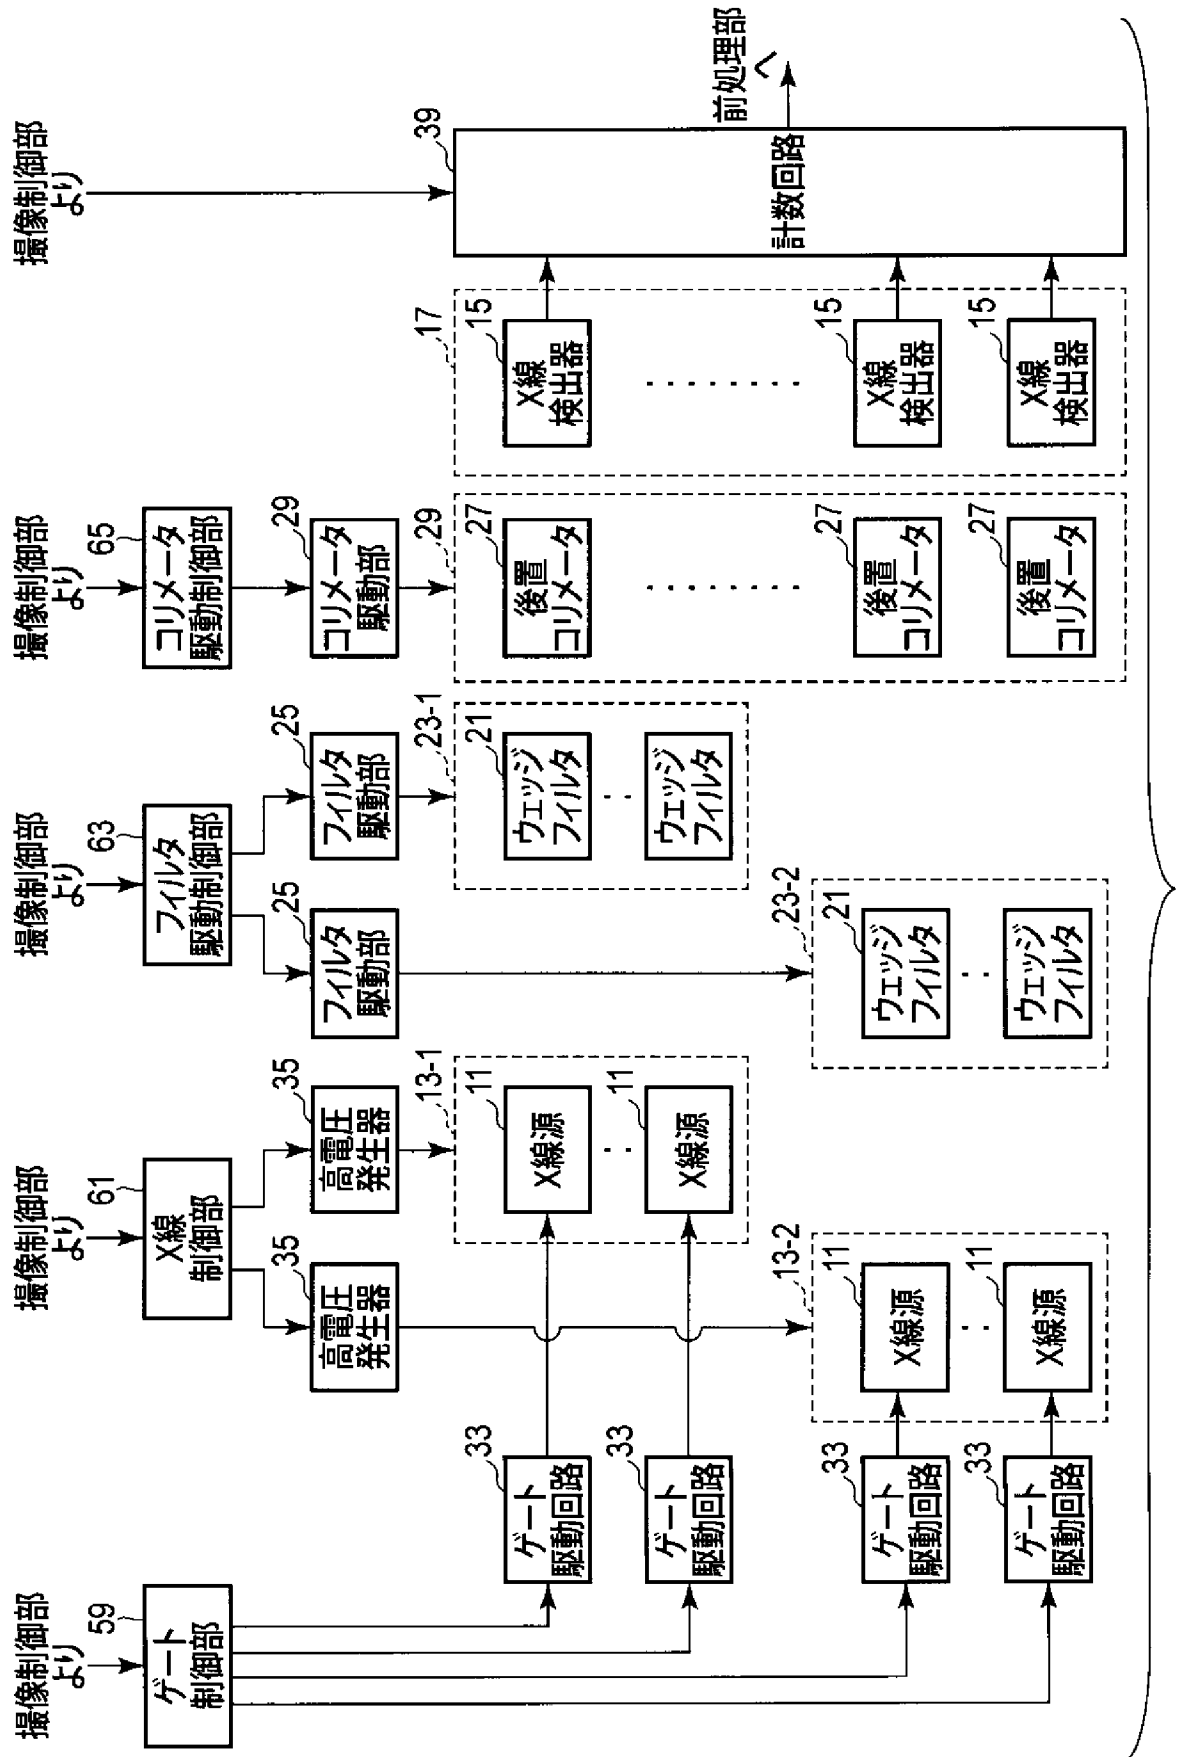 撮像制御部
より
59
ゲート
制御部
撮像制御部
より
61
X線
制御部
撮像制御部
より
63
フィルタ
駆動制御部
撮像制御部
より
65
コリメータ
駆動制御部
撮像制御部
より
35
高電圧
発生器
35
高電圧
発生器
25
フィルタ
駆動部
25
フィルタ
駆動部
29
コリメータ
駆動部
39
計数回路
前処理部
へ
33
ゲート
駆動回路
33
ゲート
駆動回路
33
ゲート
駆動回路
33
ゲート
駆動回路
13-1
11
X線源
11
X線源
13-2
11
X線源
11
X線源
23-1
21
ウェッジ
フィルタ
ウェッジ
フィルタ
23-2
21
ウェッジ
フィルタ
ウェッジ
フィルタ
29
27
後置
コリメータ
27
後置
コリメータ
27
後置
コリメータ
17
15
X線
検出器
15
X線
検出器
15
X線
検出器